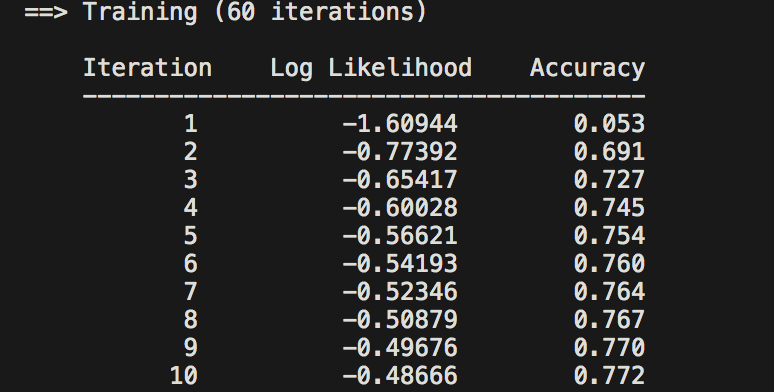 ==> Training (60 iterations)
Iteration    Log Likelihood    Accuracy
---------------------------------------
1          -1.60944        0.053
2          -0.77392        0.691
3          -0.65417        0.727
4          -0.60028        0.745
5          -0.56621        0.754
6          -0.54193        0.760
7          -0.52346        0.764
8          -0.50879        0.767
9          -0.49676        0.770
10          -0.48666        0.772